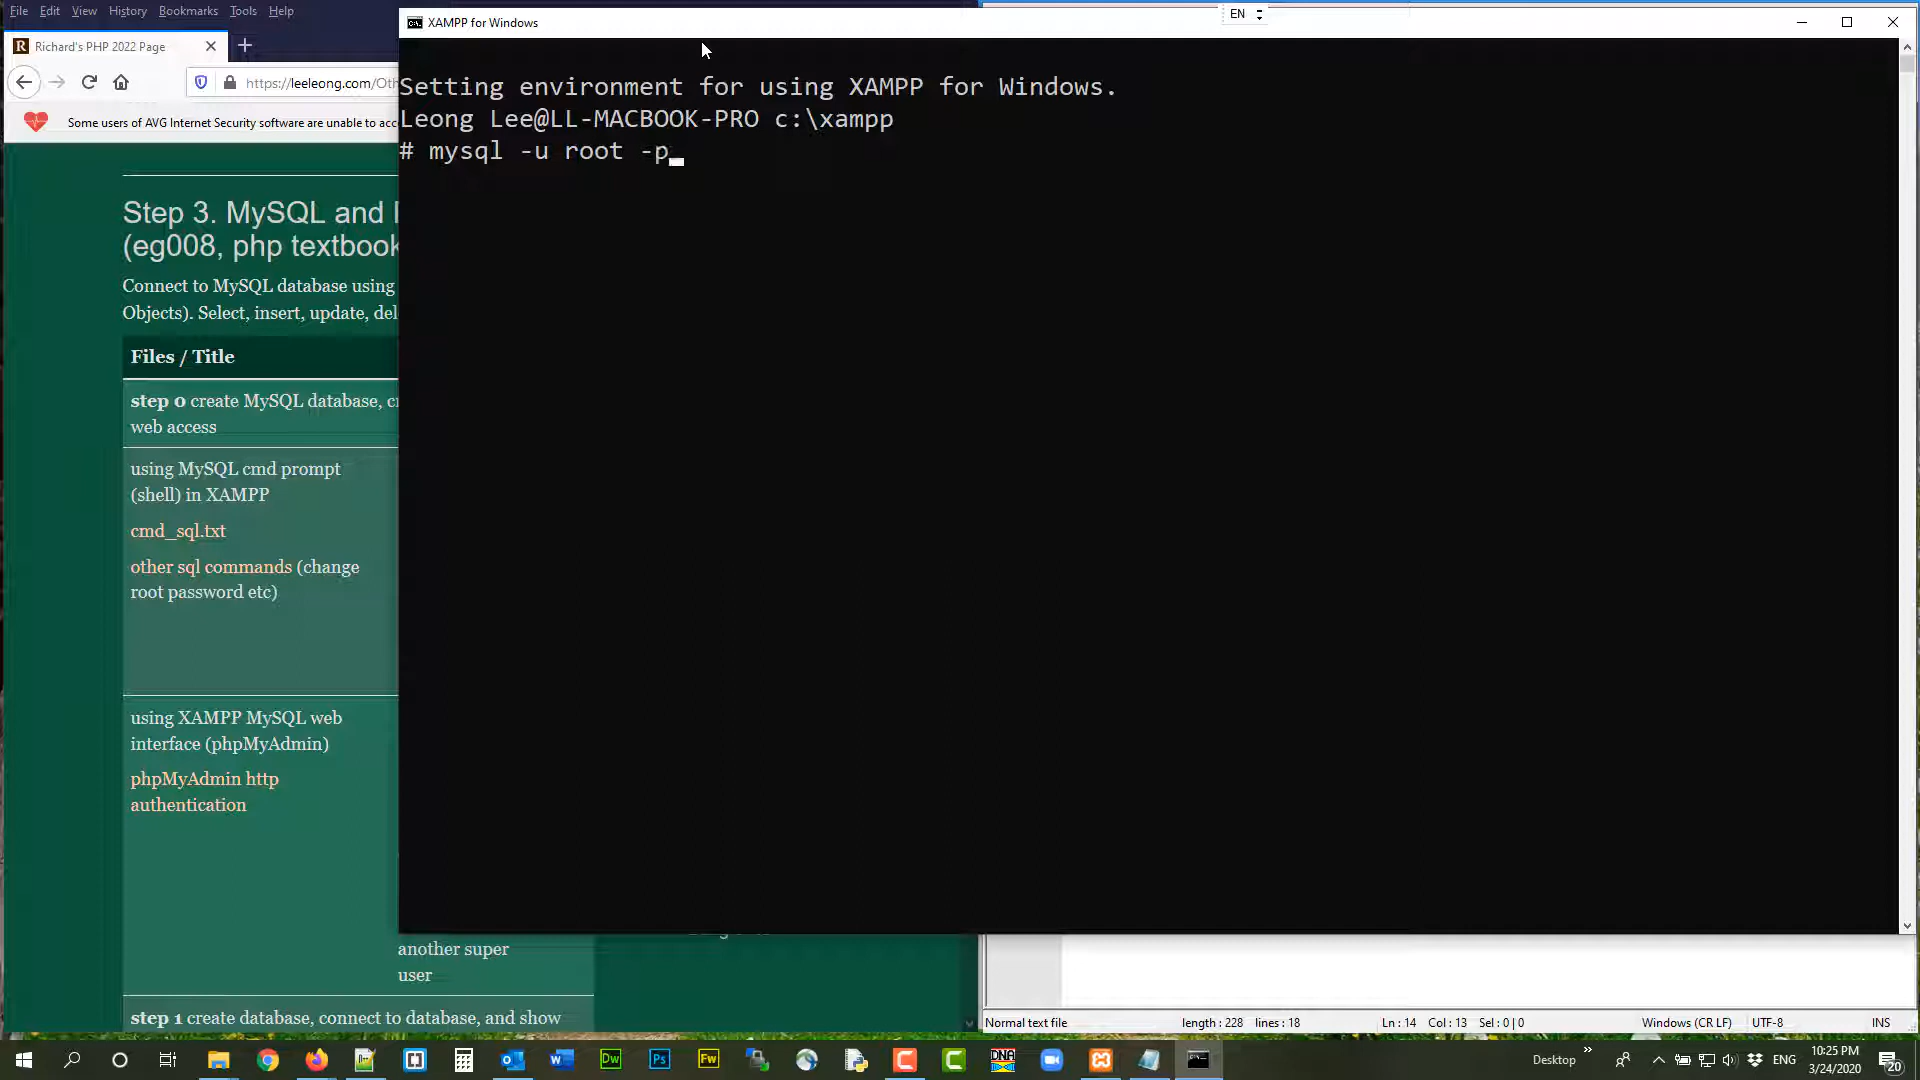 File Edit View History Bookmarks Tools Help
Richard's PHP 2022 Page
https://leeleong.com/Oth
Some users of AVG Internet Security software are unable to acc
Step 3. MySQL and
(eg008, php textbook
Connect to MySQL database using
Objects). Select, insert, update, del
Files / Title
step 0 create MySQL database, cr
web access
using MySQL cmd prompt
(shell) in XAMPP
cmd_sql.txt
other sql commands (change
root password etc)
using XAMPP MySQL web
interface (phpMyAdmin)
phpMyAdmin http
authentication
another super
user
step 1 create database, connect to database, and show
XAMPP for Windows
EN
Setting environment for using XAMPP for Windows.
Leong Lee@LL-MACBOOK-PRO c:\xampp
# mysql -u root -p
Normal text file length : 228 lines : 18 Ln : 14 Col : 13 Sel : 0 | 0 Windows (CR LF) UTF-8 INS
Dw Ps Fw DNA
Desktop
ENG
10:25 PM
3/24/2020
20